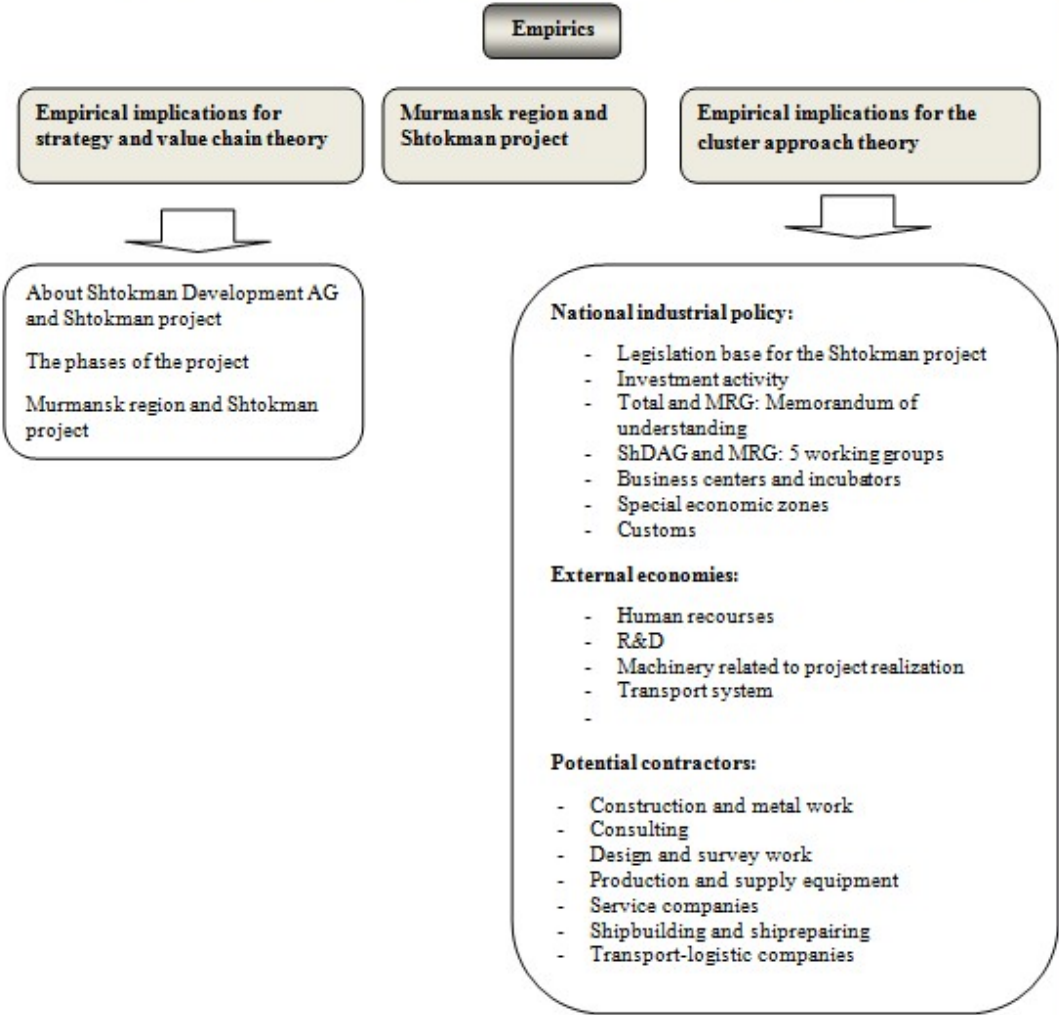 Empirics
Empirical implications for
strategy and value chain theory
Murmansk region and
Shtokman project
Empirical implications for the
cluster approach theory
About Shtokman Development AG
and Shtokman project
The phases of the project
Murmansk region and Shtokman
project
National industrial policy:
- Legislation base for the Shtokman project
- Investment activity
- Total and MRG: Memorandum of
understanding
- ShDAG and MRG: 5 working groups
- Business centers and incubators
- Special economic zones
- Customs
External economies:
- Human recourses
- R&D
- Machinery related to project realization
- Transport system
-
Potential contractors:
- Construction and metal work
- Consulting
- Design and survey work
- Production and supply equipment
- Service companies
- Shipbuilding and shiprepairing
- Transport-logistic companies